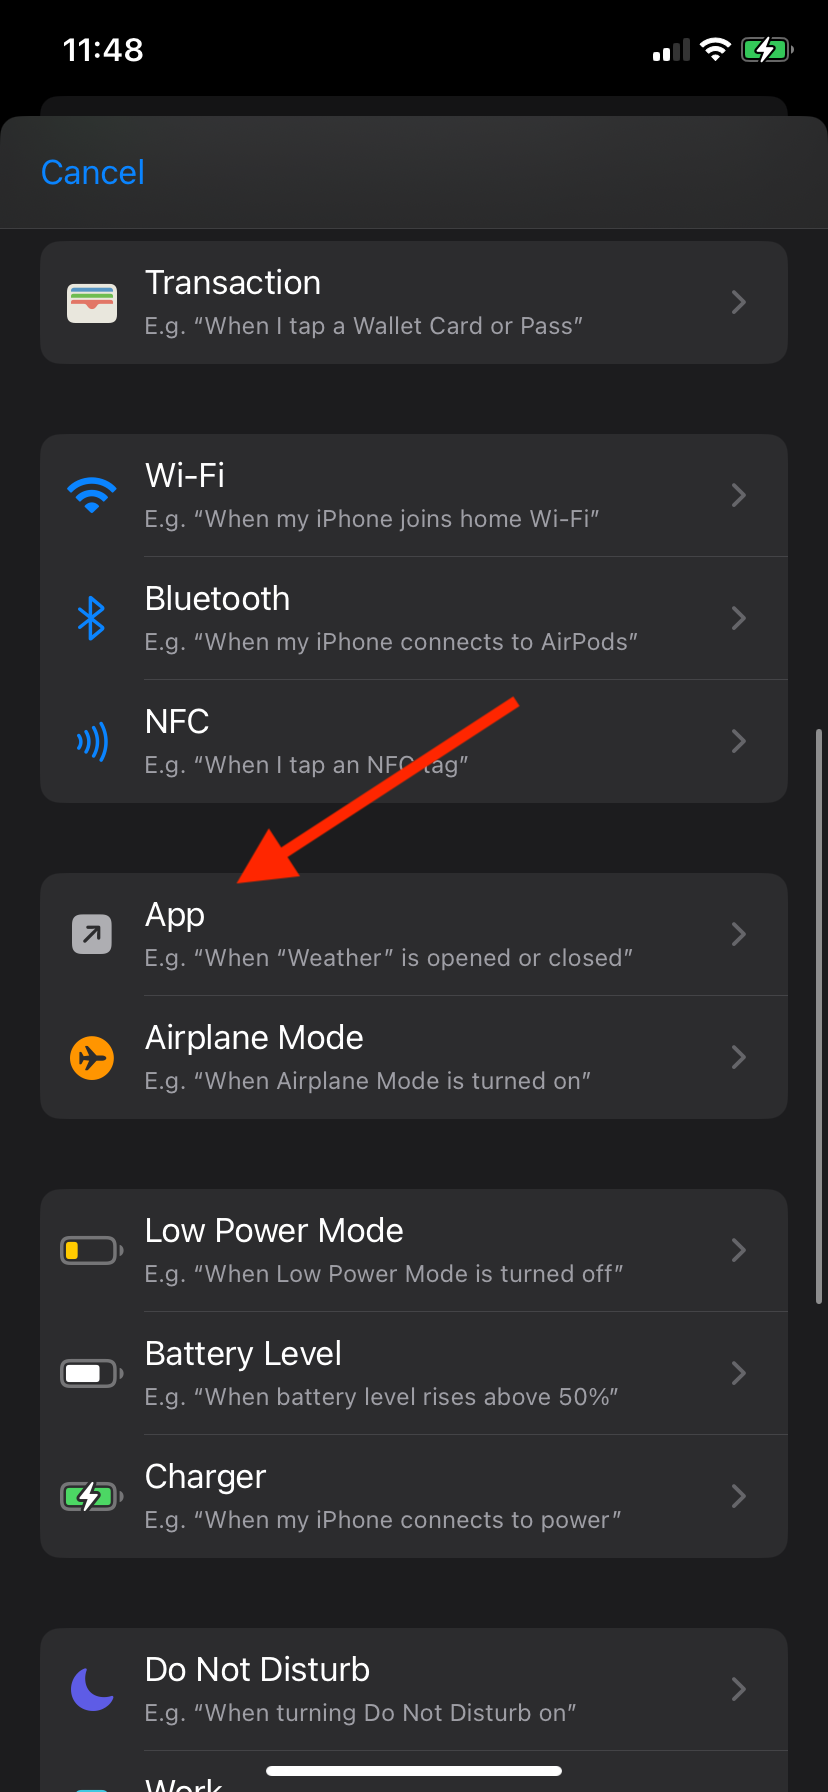 11:48
Cancel
Transaction
E.g. “When I tap a Wallet Card or Pass”
Wi-Fi
E.g. “When my iPhone joins home Wi-Fi”
Bluetooth
E.g. “When my iPhone connects to AirPods”
NFC
E.g. “When I tap an NFC tag”
App
E.g. “When “Weather” is opened or closed”
Airplane Mode
E.g. “When Airplane Mode is turned on”
Low Power Mode
E.g. “When Low Power Mode is turned off”
Battery Level
E.g. “When battery level rises above 50%”
Charger
E.g. “When my iPhone connects to power”
Do Not Disturb
E.g. “When turning Do Not Disturb on”
Work